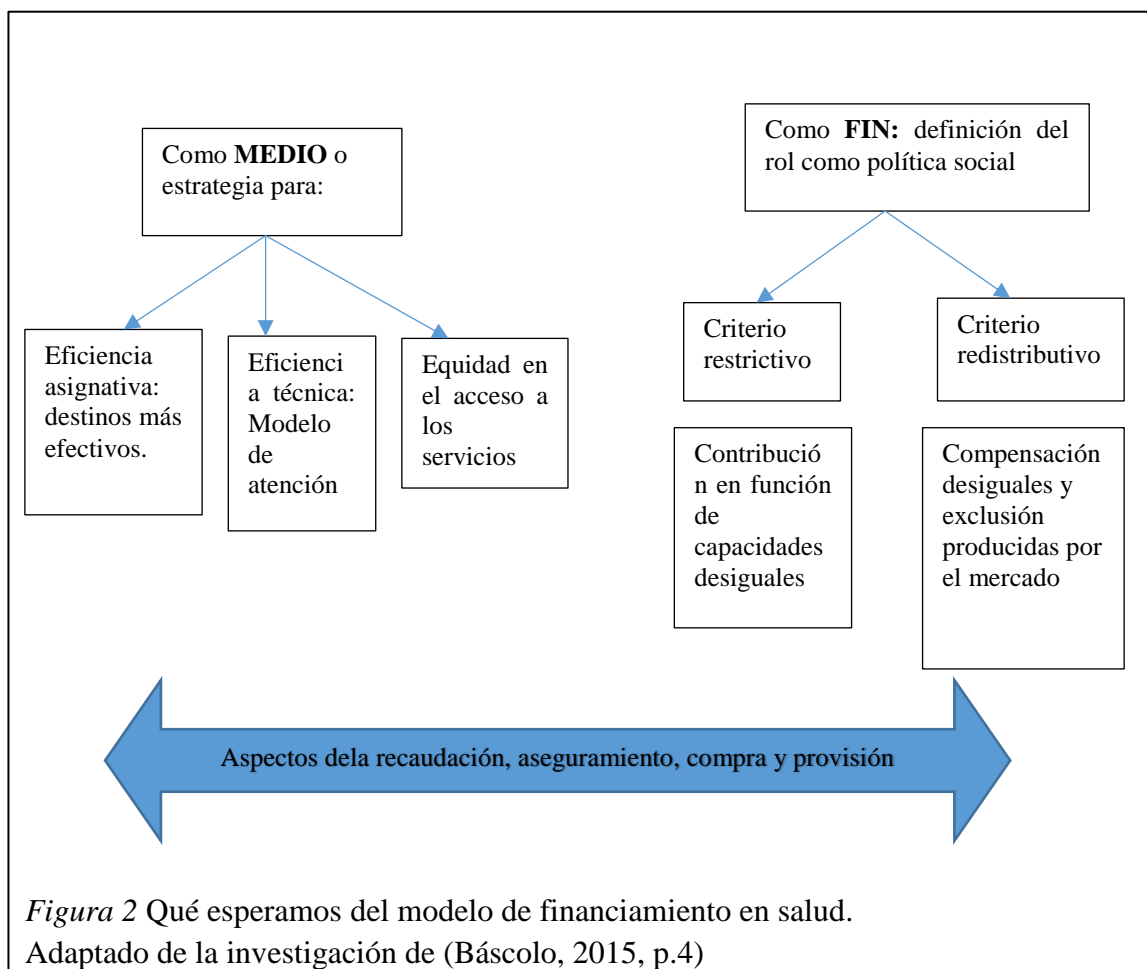 Como MEDIO o
estrategia para:
Como FIN: definición del
rol como política social
Eficiencia
asignativa:
destinos más
efectivos.
Eficienci
a técnica:
Modelo
de
atención
Equidad en
el acceso a
los
servicios
Criterio
restrictivo
Criterio
redistributivo
Contribució
n en función
de
capacidades
desiguales
Compensación
desiguales y
exclusión
producidas por
el mercado
Aspectos dela recaudación, aseguramiento, compra y provisión
Figura 2 Qué esperamos del modelo de financiamiento en salud.
Adaptado de la investigación de (Báscolo, 2015, p.4)